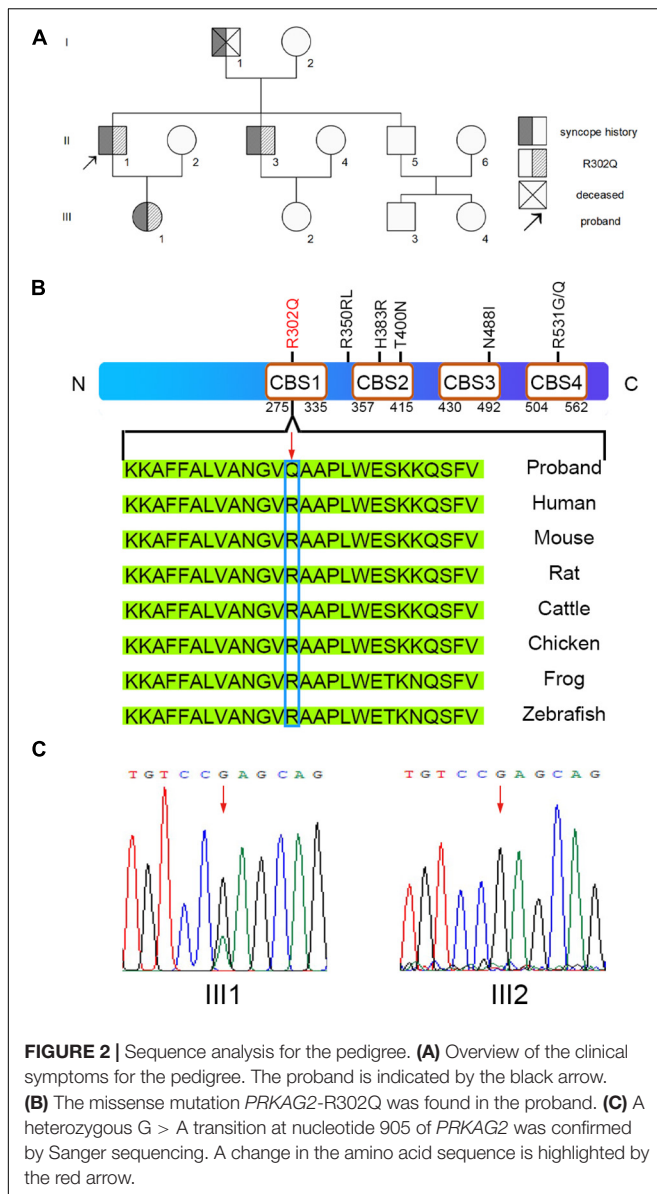 A
I
1
2
II
1
2
3
4
5
6
III
1
2
3
4
syncope history
R302Q
deceased
proband
B
R302Q
R350RL
H383R
T400N
N488I
R531G/Q
N
CBS1
CBS2
CBS3
CBS4
C
275 335 357 415 430 492 504 562
KKAFFALVANGVQAAPLWESKKQSFV Proband
KKAFFALVANGVRAAPLWESKKQSFV Human
KKAFFALVANGVRAAPLWESKKQSFV Mouse
KKAFFALVANGVRAAPLWESKKQSFV Rat
KKAFFALVANGVRAAPLWESKKQSFV Cattle
KKAFFALVANGVRAAPLWESKKQSFV Chicken
KKAFFALVANGVRAAPLWETKNQSFV Frog
KKAFFALVANGVRAAPLWETKNQSFV Zebrafish
C
T G T C C G A G C A G
T G T C C G A G C A G
III1
III2
FIGURE 2 | Sequence analysis for the pedigree. (A) Overview of the clinical
symptoms for the pedigree. The proband is indicated by the black arrow.
(B) The missense mutation PRKAG2-R302Q was found in the proband. (C) A
heterozygous G > A transition at nucleotide 905 of PRKAG2 was confirmed
by Sanger sequencing. A change in the amino acid sequence is highlighted by
the red arrow.